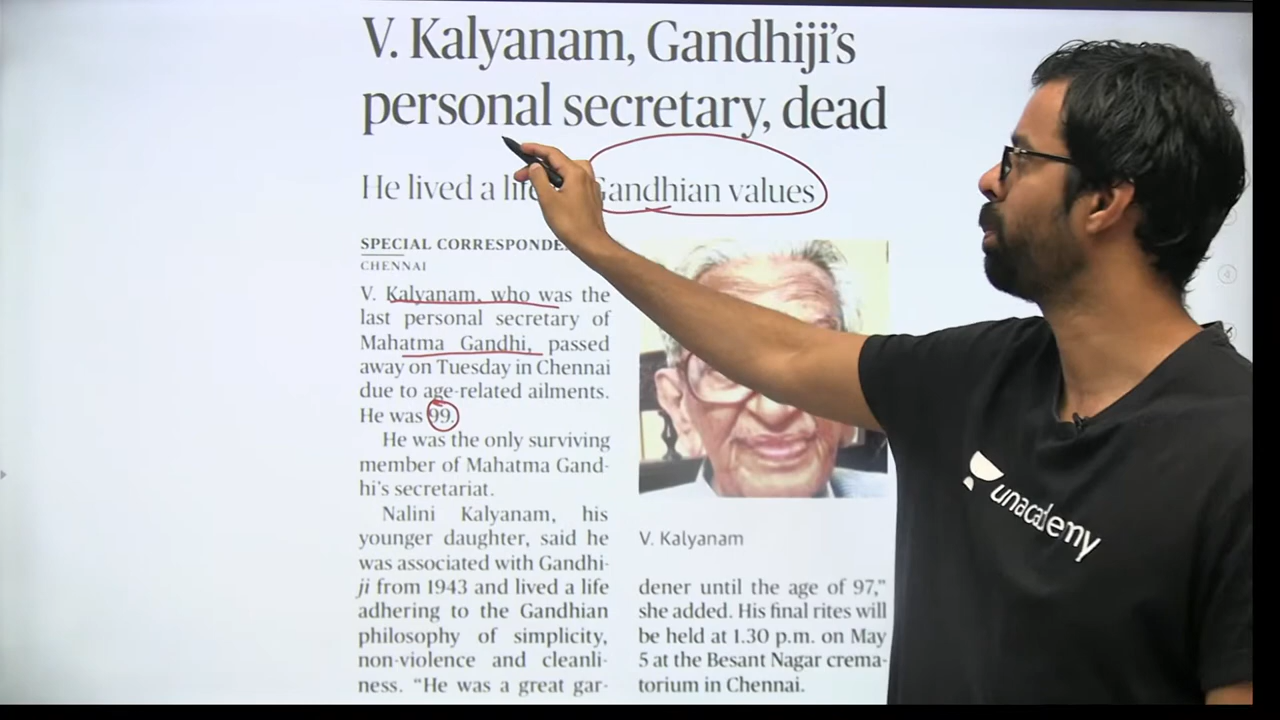 V. Kalyanam, Gandhiji's
personal secretary, dead
He lived a Gandhian values
SPECIAL
CHENNAI
V. Kalyanam, who was the
last personal secretary of
Mahatma Gandhi, passed
away on Tuesday in Chennai
due to age-related ailments.
He was 99.
He was the only surviving
member of Mahatma Gand-
hi's secretariat.
Nalini Kalyanam, his
younger daughter, said he
was associated with Gandhi-
ji from 1943 and lived a life
adhering to the Gandhian
philosophy of simplicity,
non-violence and cleanli-
ness. “He was a great gar-
V. Kalyanam
dener until the age of 97,”
she added. His final rites will
be held at 1.30 p.m. on May
5 at the Besant Nagar crema-
torium in Chennai.
unacademy